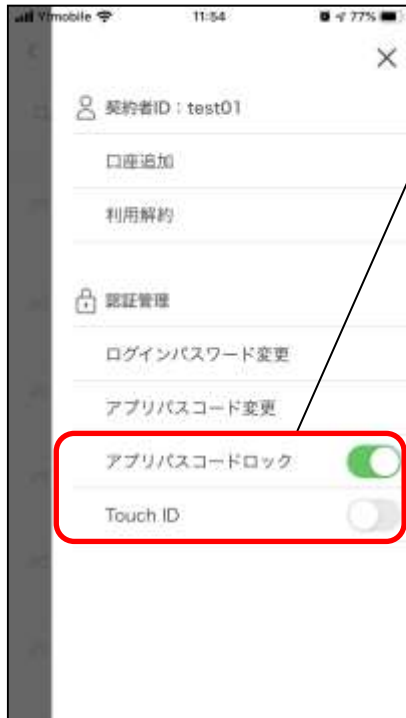 Y!mobile 11:54 77%
契約者ID:test01
口座追加
利用解約
認証管理
ログインパスワード変更
アプリパスコード変更
アプリパスコードロック
Touch ID